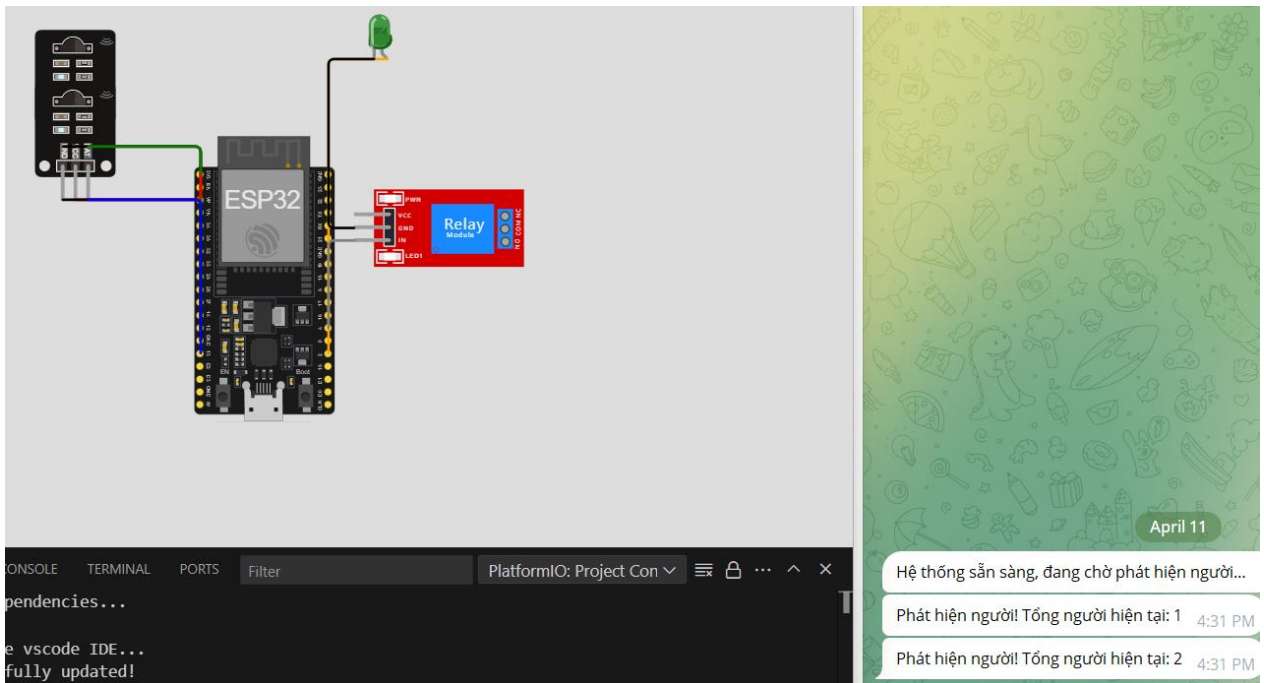 ESP32
EN
Boot
PWR
VCC
GND
IN
LED1
Relay
Module
NO COM NC
CONSOLE TERMINAL PORTS Filter PlatformIO: Project Con
pendencies...
e vscode IDE...
fully updated!
April 11
Hệ thống sẵn sàng, đang chờ phát hiện người...
Phát hiện người! Tổng người hiện tại: 1 4:31 PM
Phát hiện người! Tổng người hiện tại: 2 4:31 PM